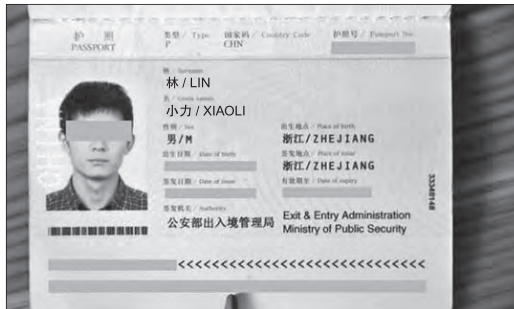 护 照 类型 / Type 国家码 / Country Code 护照号 / Passport No
PASSPORT P CHN
姓 / Surname
林 / LIN
名 / Given names
小力 / XIAOLI
性别 / Sex 出生地点 / Place of birth
男/M 浙江/ZHEJIANG
出生日期 / Date of birth 签发地点 / Place of issue
浙江/ZHEJIANG
签发日期 / Date of issue 有效期至 / Date of expiry
签发机关 / Authority
公安部出入境管理局 Exit & Entry Administration
Ministry of Public Security
33348148
<<<<<<<<<<<<<<<<<<<<<<<<<<<<<